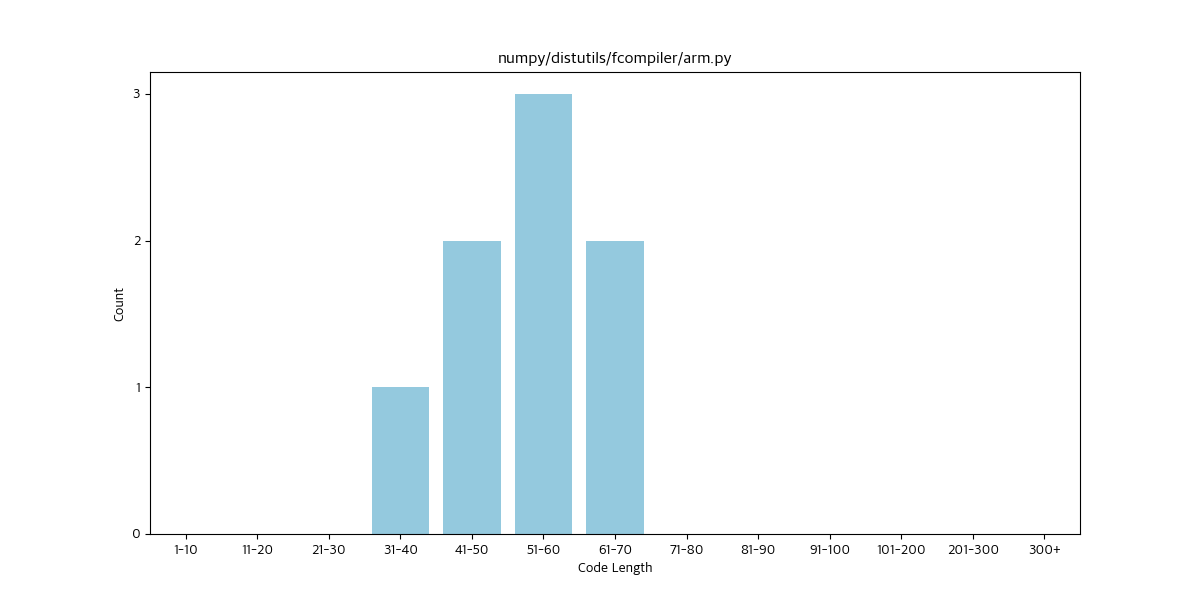 numpy/distutils/fcompiler/arm.py
3
2
1
0
Count
1-10 11-20 21-30 31-40 41-50 51-60 61-70 71-80 81-90 91-100 101-200 201-300 300+
Code Length